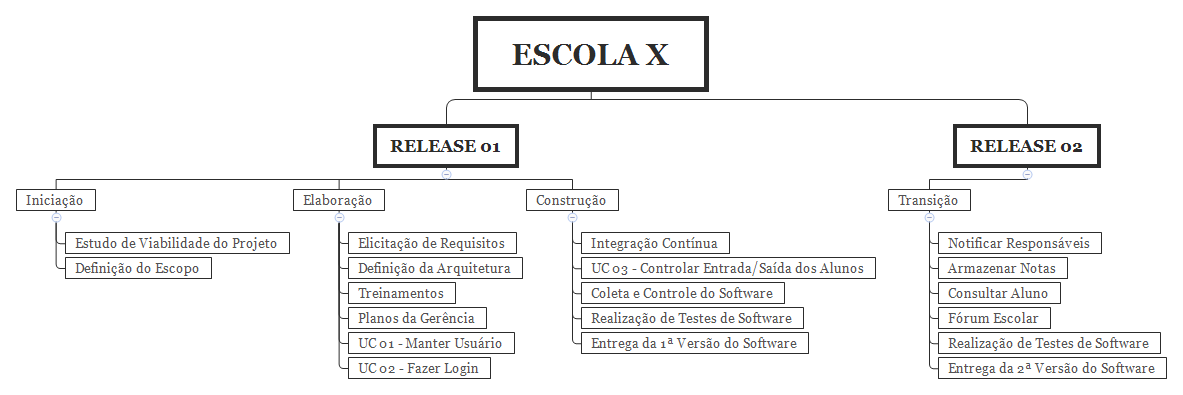 ESCOLA X
RELEASE 01
RELEASE 02
Iniciação
Estudo de Viabilidade do Projeto
Definição do Escopo
Elaboração
Elicitação de Requisitos
Definição da Arquitetura
Treinamentos
Planos da Gerência
UC 01 - Manter Usuário
UC 02 - Fazer Login
Construção
Integração Contínua
UC 03 - Controlar Entrada/Saída dos Alunos
Coleta e Controle do Software
Realização de Testes de Software
Entrega da 1ª Versão do Software
Transição
Notificar Responsáveis
Armazenar Notas
Consultar Aluno
Fórum Escolar
Realização de Testes de Software
Entrega da 2ª Versão do Software